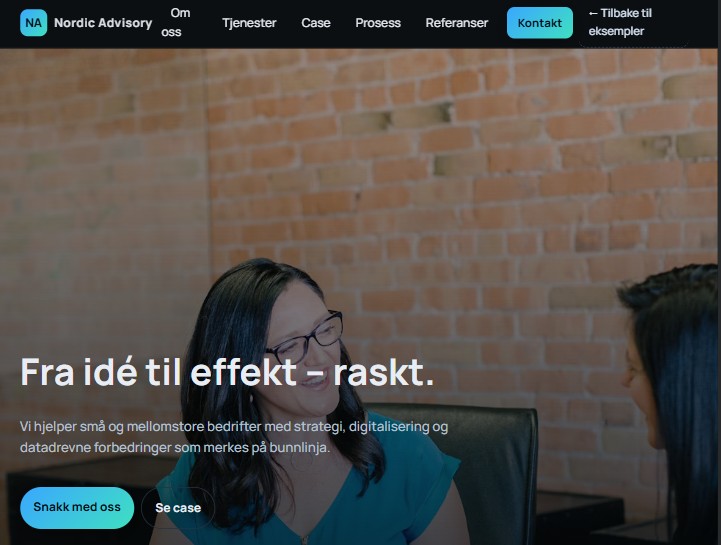 NA Nordic Advisory Om oss Tjenester Case Prosess Referanser Kontakt ← Tilbake til eksempler
Fra idé til effekt – raskt.
Vi hjelper små og mellomstore bedrifter med strategi, digitalisering og
datadrevne forbedringer som merkes på bunnlinja.
Snakk med oss Se case